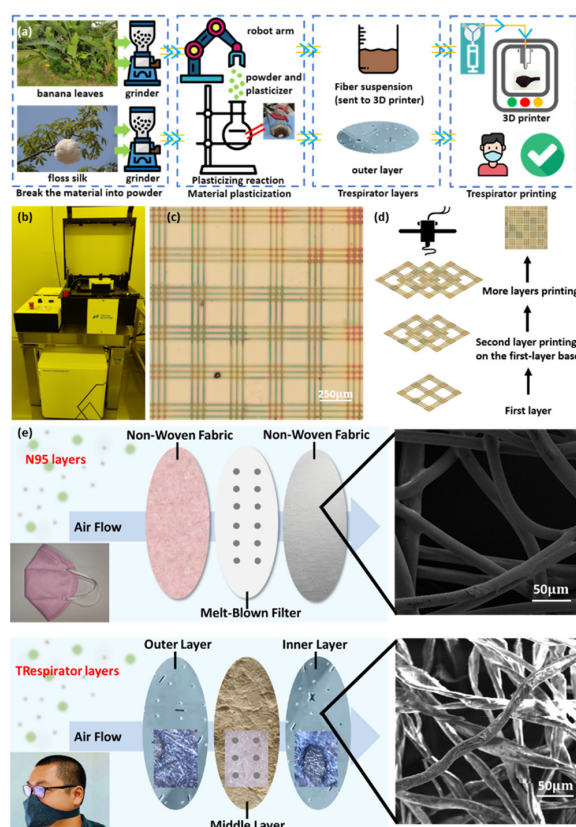 (a)
robot arm
powder and
plasticizer
banana leaves
grinder
Fiber suspension
(sent to 3D printer)
3D printer
floss silk
grinder
Plasticizing reaction
outer layer
Break the material into powder
Material plasticization
Trespirator layers
Trespirator printing
(b)
(c)
250μm
(d)
More layers printing
Second layer printing
on the first-layer base
First layer
(e)
Non-Woven Fabric
Non-Woven Fabric
N95 layers
Air Flow
Melt-Blown Filter
50μm
Outer Layer
Inner Layer
TRespirator layers
Air Flow
Middle Layer
50μm